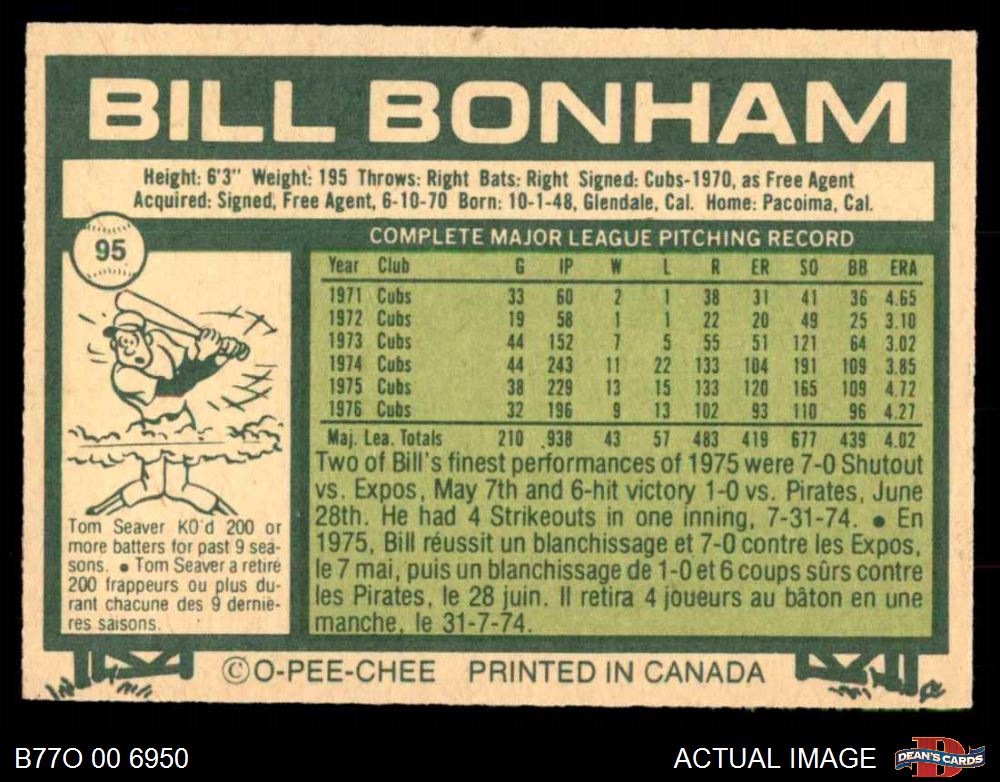 BILL BONHAM
Height: 6'3" Weight: 195 Throws: Right Bats: Right Signed: Cubs-1970, as Free Agent
Acquired: Signed, Free Agent, 6-10-70 Born: 10-1-48, Glendale, Cal. Home: Pacoima, Cal.
95
COMPLETE MAJOR LEAGUE PITCHING RECORD
Year Club G IP W L R ER SO BB ERA
1971 Cubs 33 60 2 1 38 31 41 36 4.65
1972 Cubs 19 58 1 1 22 20 49 25 3.10
1973 Cubs 44 152 7 5 55 51 121 64 3.02
1974 Cubs 44 243 11 22 133 104 191 109 3.85
1975 Cubs 38 229 13 15 133 120 165 109 4.72
1976 Cubs 32 196 9 13 102 93 110 96 4.27
Maj. Lea. Totals 210 938 43 57 483 419 677 439 4.02
Two of Bill's finest performances of 1975 were 7-0 Shutout
vs. Expos, May 7th and 6-hit victory 1-0 vs. Pirates, June
28th. He had 4 Strikeouts in one inning, 7-31-74. • En
1975, Bill réussit un blanchissage et 7-0 contre les Expos,
le 7 mai, puis un blanchissage de 1-0 et 6 coups sûrs contre
les Pirates, le 28 juin. Il retira 4 joueurs au bâton en une
manche, le 31-7-74.
Tom Seaver KO'd 200 or
more batters for past 9 sea-
sons. • Tom Seaver a retiré
200 frappeurs ou plus du-
rant chacune des 9 derniè-
res saisons.
©O-PEE-CHEE PRINTED IN CANADA
B77O 00 6950
ACTUAL IMAGE
D
DEAN'S CARDS